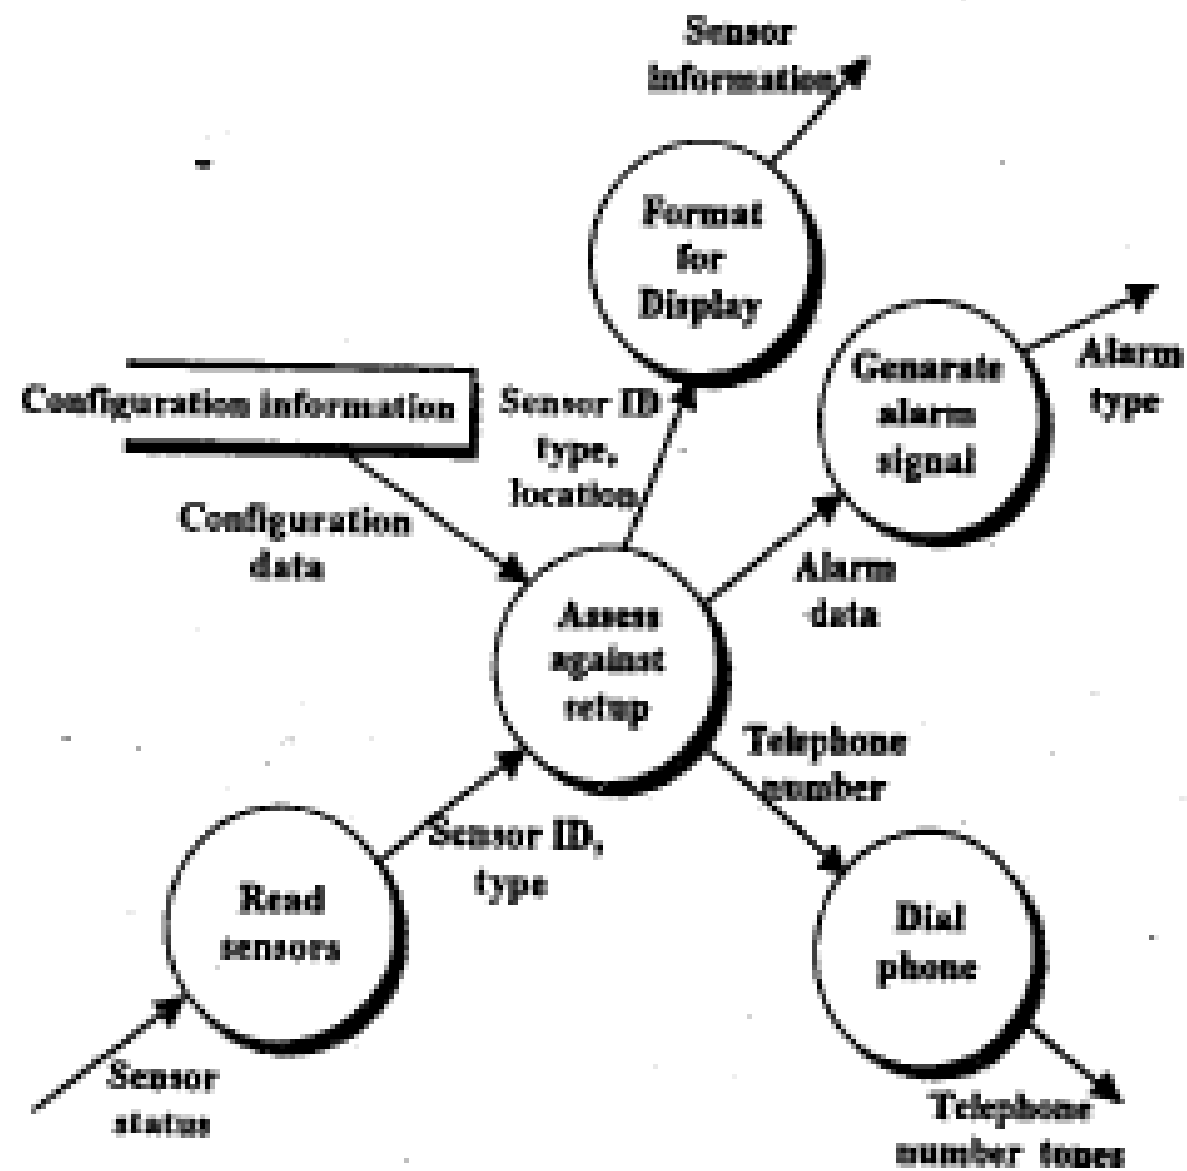 Sensor
information
Format
for
Display
Genarate
alarm
signal
Alarm
type
Configuration information
Sensor ID
type,
location
Configuration
data
Alarm
data
Assess
against
setup
Telephone
number
Sensor ID,
type
Read
sensors
Dial
phone
Sensor
status
Telephone
number tones